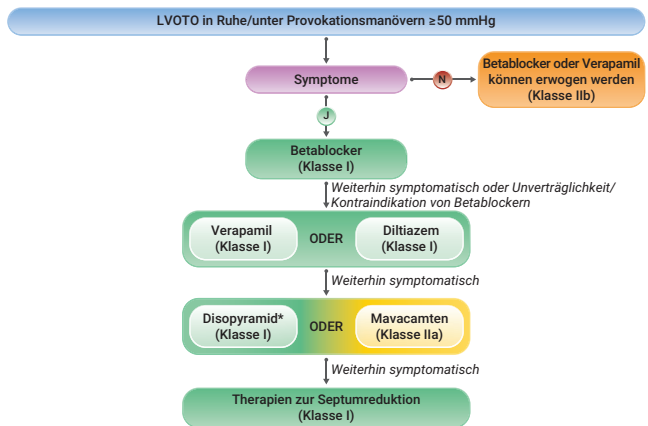 LVOTO in Ruhe/unter Provokationsmanövern ≥50 mmHg
Symptome
N
Betablocker oder Verapamil
können erwogen werden
(Klasse IIb)
J
Betablocker
(Klasse I)
Weiterhin symptomatisch oder Unverträglichkeit/
Kontraindikation von Betablockern
Verapamil
(Klasse I)
ODER
Diltiazem
(Klasse I)
Weiterhin symptomatisch
Disopyramid*
(Klasse I)
ODER
Mavacamten
(Klasse IIa)
Weiterhin symptomatisch
Therapien zur Septumreduktion
(Klasse I)